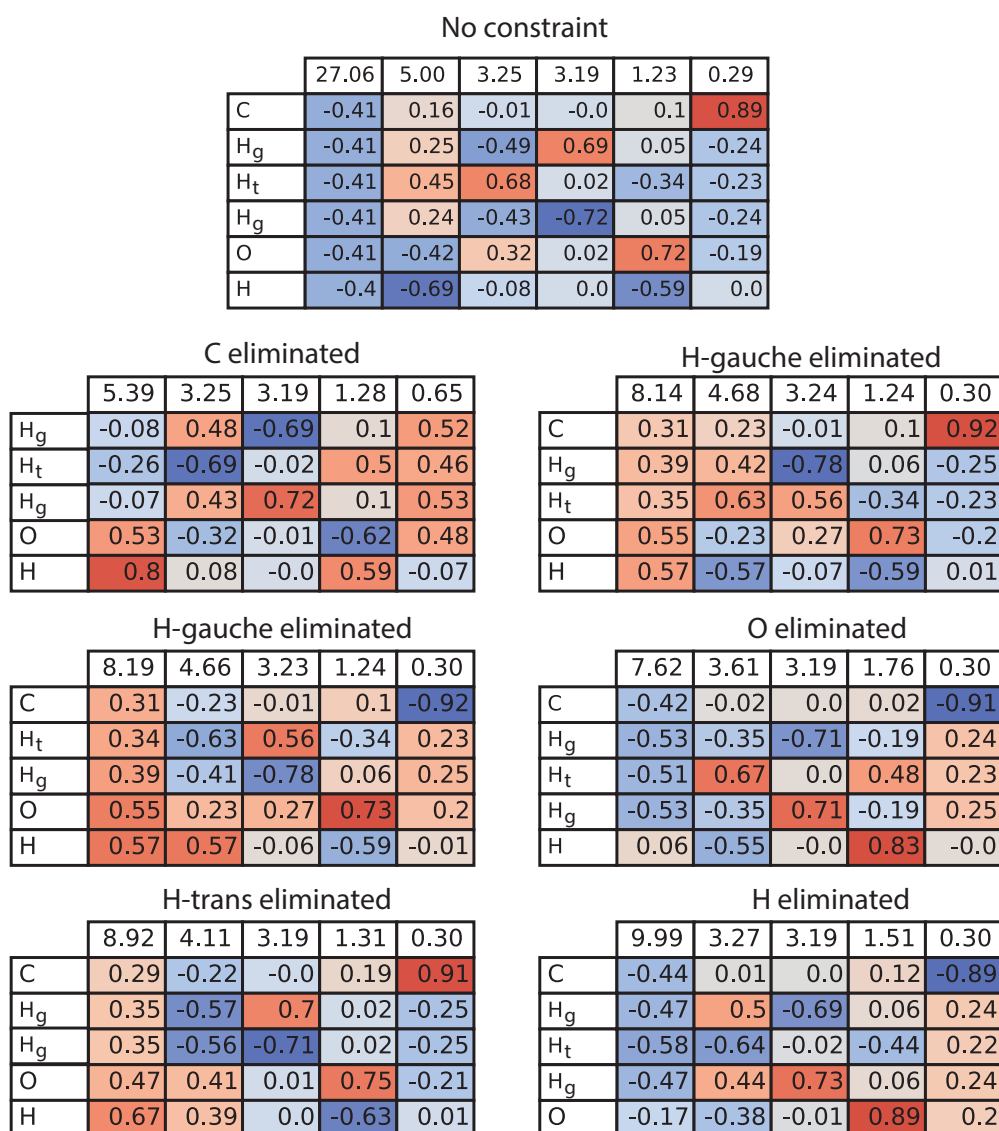 No constraint
27.06 5.00 3.25 3.19 1.23 0.29
C -0.41 0.16 -0.01 -0.0 0.1 0.89
Hg -0.41 0.25 -0.49 0.69 0.05 -0.24
Ht -0.41 0.45 0.68 0.02 -0.34 -0.23
Hg -0.41 0.24 -0.43 -0.72 0.05 -0.24
O -0.41 -0.42 0.32 0.02 0.72 -0.19
H -0.4 -0.69 -0.08 0.0 -0.59 0.0
C eliminated
5.39 3.25 3.19 1.28 0.65
Hg -0.08 0.48 -0.69 0.1 0.52
Ht -0.26 -0.69 -0.02 0.5 0.46
Hg -0.07 0.43 0.72 0.1 0.53
O 0.53 -0.32 -0.01 -0.62 0.48
H 0.8 0.08 -0.0 0.59 -0.07
H-gauche eliminated
8.14 4.68 3.24 1.24 0.30
C 0.31 0.23 -0.01 0.1 0.92
Hg 0.39 0.42 -0.78 0.06 -0.25
Ht 0.35 0.63 0.56 -0.34 -0.23
O 0.55 -0.23 0.27 0.73 -0.2
H 0.57 -0.57 -0.07 -0.59 0.01
H-gauche eliminated
8.19 4.66 3.23 1.24 0.30
C 0.31 -0.23 -0.01 0.1 -0.92
Ht 0.34 -0.63 0.56 -0.34 0.23
Hg 0.39 -0.41 -0.78 0.06 0.25
O 0.55 0.23 0.27 0.73 0.2
H 0.57 0.57 -0.06 -0.59 -0.01
O eliminated
7.62 3.61 3.19 1.76 0.30
C -0.42 -0.02 0.0 0.02 -0.91
Hg -0.53 -0.35 -0.71 -0.19 0.24
Ht -0.51 0.67 0.0 0.48 0.23
Hg -0.53 -0.35 0.71 -0.19 0.25
H 0.06 -0.55 -0.0 0.83 -0.0
H-trans eliminated
8.92 4.11 3.19 1.31 0.30
C 0.29 -0.22 -0.0 0.19 0.91
Hg 0.35 -0.57 0.7 0.02 -0.25
Hg 0.35 -0.56 -0.71 0.02 -0.25
O 0.47 0.41 0.01 0.75 -0.21
H 0.67 0.39 0.0 -0.63 0.01
H eliminated
9.99 3.27 3.19 1.51 0.30
C -0.44 0.01 0.0 0.12 -0.89
Hg -0.47 0.5 -0.69 0.06 0.24
Ht -0.58 -0.64 -0.02 -0.44 0.22
Hg -0.47 0.44 0.73 0.06 0.24
O -0.17 -0.38 -0.01 0.89 0.2